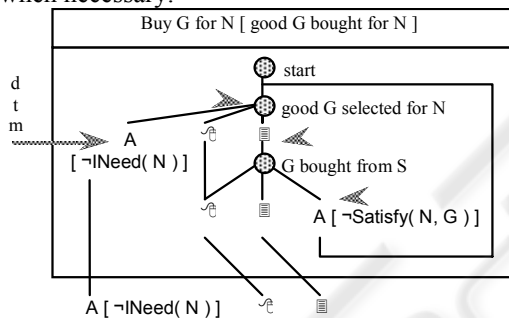 when necessary.
Buy G for N [ good G bought for N ]
start
d
t
m
good G selected for N
A
[ ¬INeed( N ) ]
G bought from S
A [ ¬Satisfy( N, G ) ]
A [ ¬INeed( N ) ]